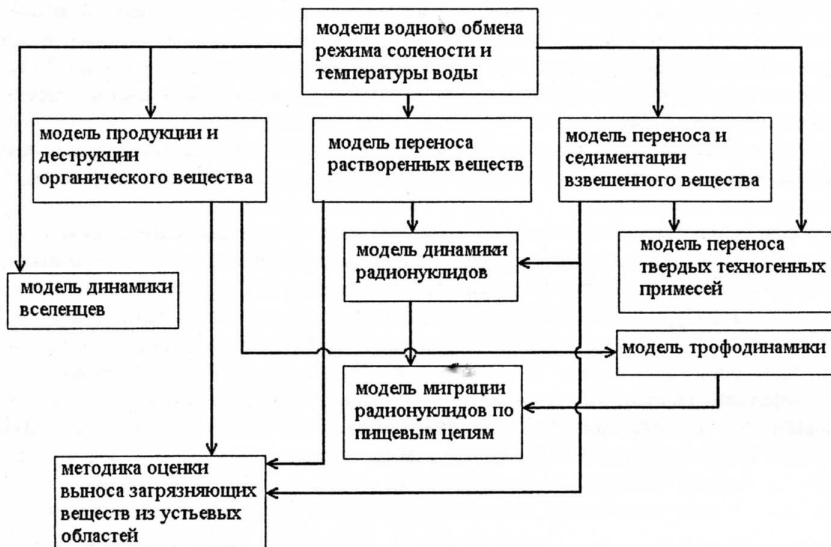 модели водного обмена
режима солености и
температуры воды
модель продукции и
деструкции
органического вещества
модель переноса
растворенных веществ
модель переноса и
седиментации
взвешенного вещества
модель динамики
радионуклидов
модель переноса
твердых техногенных
примесей
модель динамики
вселенцев
модель трофодинамики
модель миграции
радионуклидов по
пищевым цепям
методика оценки
выноса загрязняющих
веществ из устьевых
областей